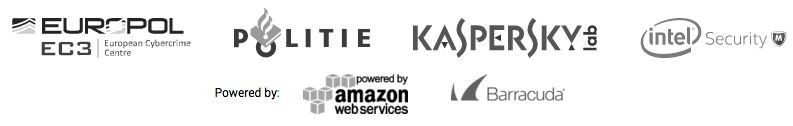 EUROPOL
EC3 European Cybercrime
Centre
POLITIE
KASPERSKY lab
intel Security M
Powered by:
powered by
amazon
web services
Barracuda